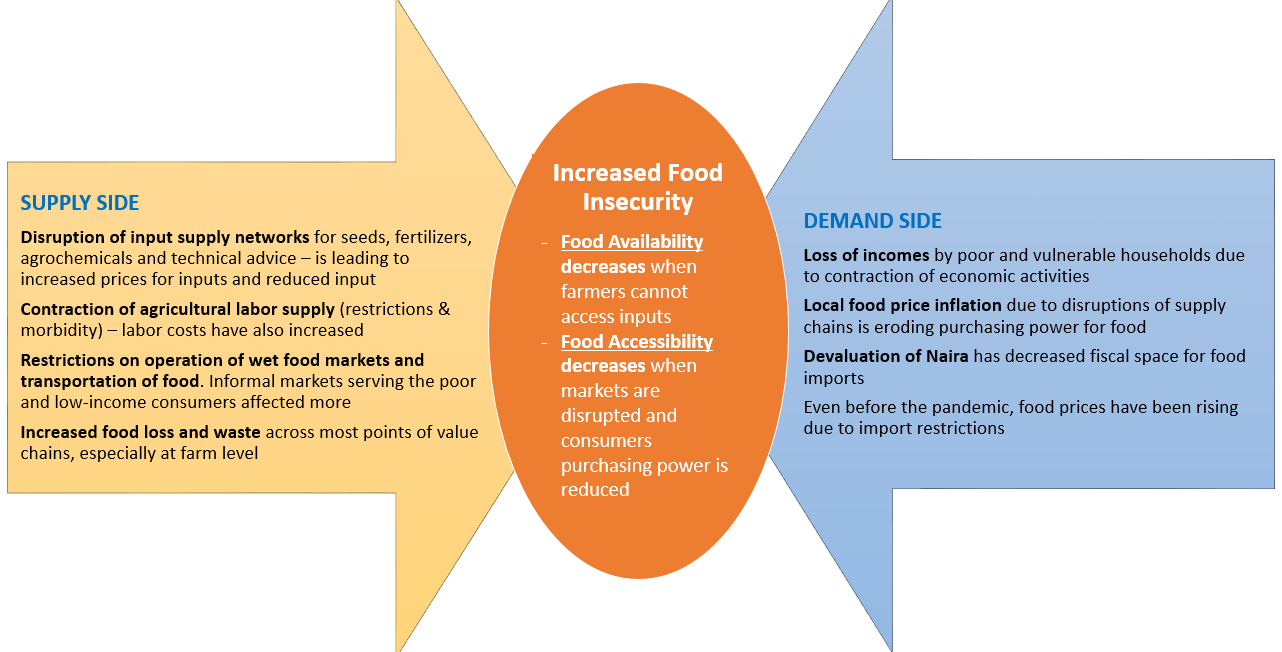 SUPPLY SIDE
Disruption of input supply networks for seeds, fertilizers,
agrochemicals and technical advice – is leading to
increased prices for inputs and reduced input
Contraction of agricultural labor supply (restrictions &
morbidity) – labor costs have also increased
Restrictions on operation of wet food markets and
transportation of food. Informal markets serving the poor
and low-income consumers affected more
Increased food loss and waste across most points of value
chains, especially at farm level
Increased Food
Insecurity
- Food Availability
decreases when
farmers cannot
access inputs
- Food Accessibility
decreases when
markets are
disrupted and
consumers
purchasing power is
reduced
DEMAND SIDE
Loss of incomes by poor and vulnerable households due
to contraction of economic activities
Local food price inflation due to disruptions of supply
chains is eroding purchasing power for food
Devaluation of Naira has decreased fiscal space for food
imports
Even before the pandemic, food prices have been rising
due to import restrictions